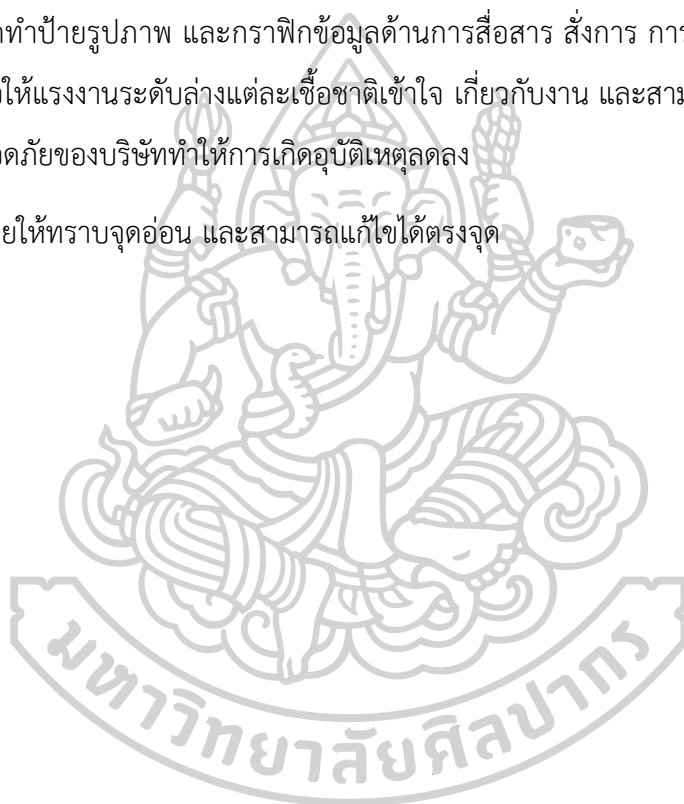 ทำป้ายรูปภาพ และกราฟิกข้อมูลด้านการสื่อสาร สั่งการ การ
ให้แรงงานระดับล่างแต่ละเชื้อชาติเข้าใจ เกี่ยวกับงาน และสาม
ดภัยของบริษัททำให้การเกิดอุบัติเหตุลดลง
ยให้ทราบจุดอ่อน และสามารถแก้ไขได้ตรงจุด
มหาวิทยาลัยศิลปากร